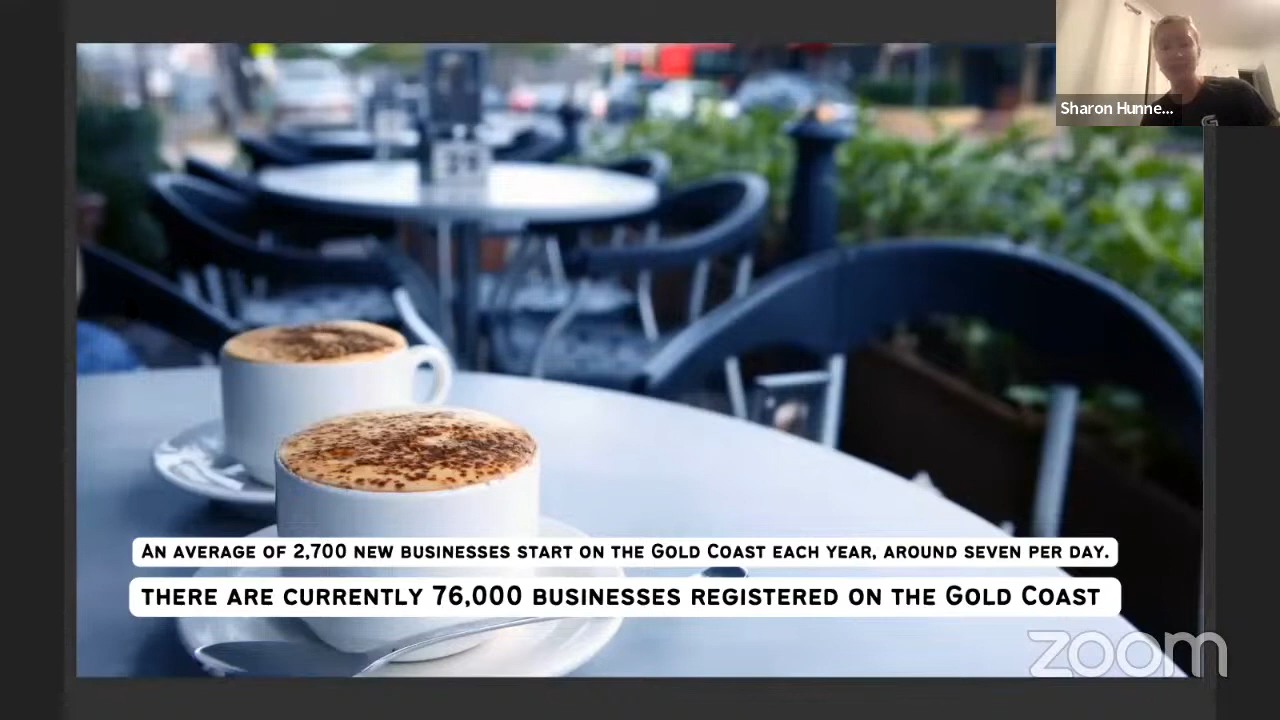 Sharon Hunne...
An average of 2,700 new businesses start on the Gold Coast each year, around seven per day.
there are currently 76,000 businesses registered on the Gold Coast
zoom